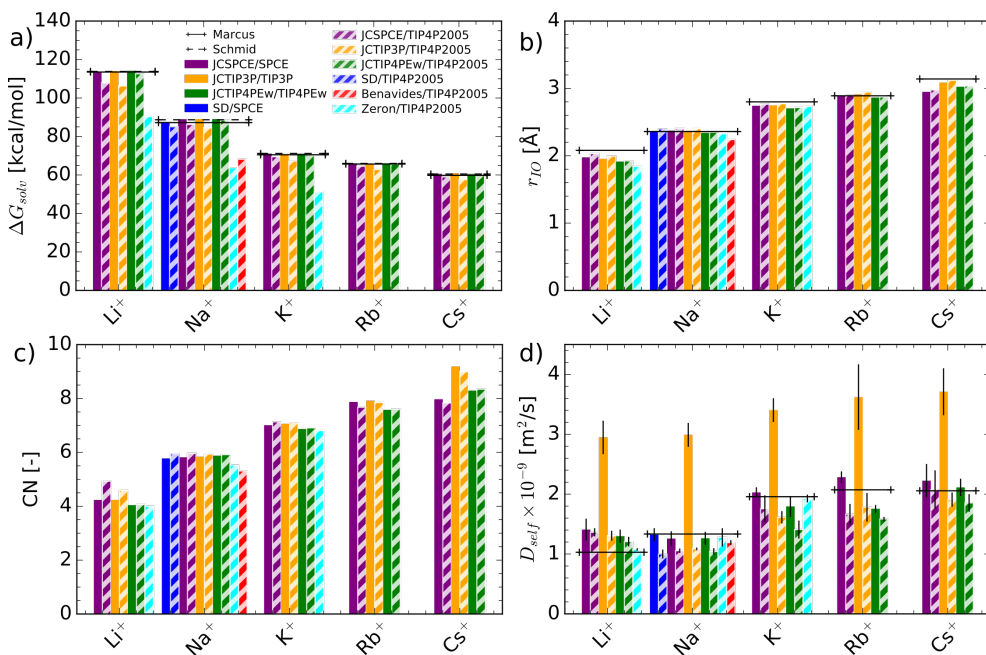 a)
ΔG_solv [kcal/mol]
140
120
100
80
60
40
20
0
Marcus
Schmid
JCSPCE/SPCE
JCTIP3P/TIP3P
JCTIP4PEw/TIP4PEw
SD/SPCE
JCSPCE/TIP4P2005
JCTIP3P/TIP4P2005
JCTIP4PEw/TIP4P2005
SD/TIP4P2005
Benavides/TIP4P2005
Zeron/TIP4P2005
Li⁺ Na⁺ K⁺ Rb⁺ Cs⁺
b)
r_IO [Å]
4
3
2
1
0
Li⁺ Na⁺ K⁺ Rb⁺ Cs⁺
c)
CN [-]
10
8
6
4
2
0
Li⁺ Na⁺ K⁺ Rb⁺ Cs⁺
d)
D_self × 10⁻⁹ [m²/s]
4
3
2
1
0
Li⁺ Na⁺ K⁺ Rb⁺ Cs⁺